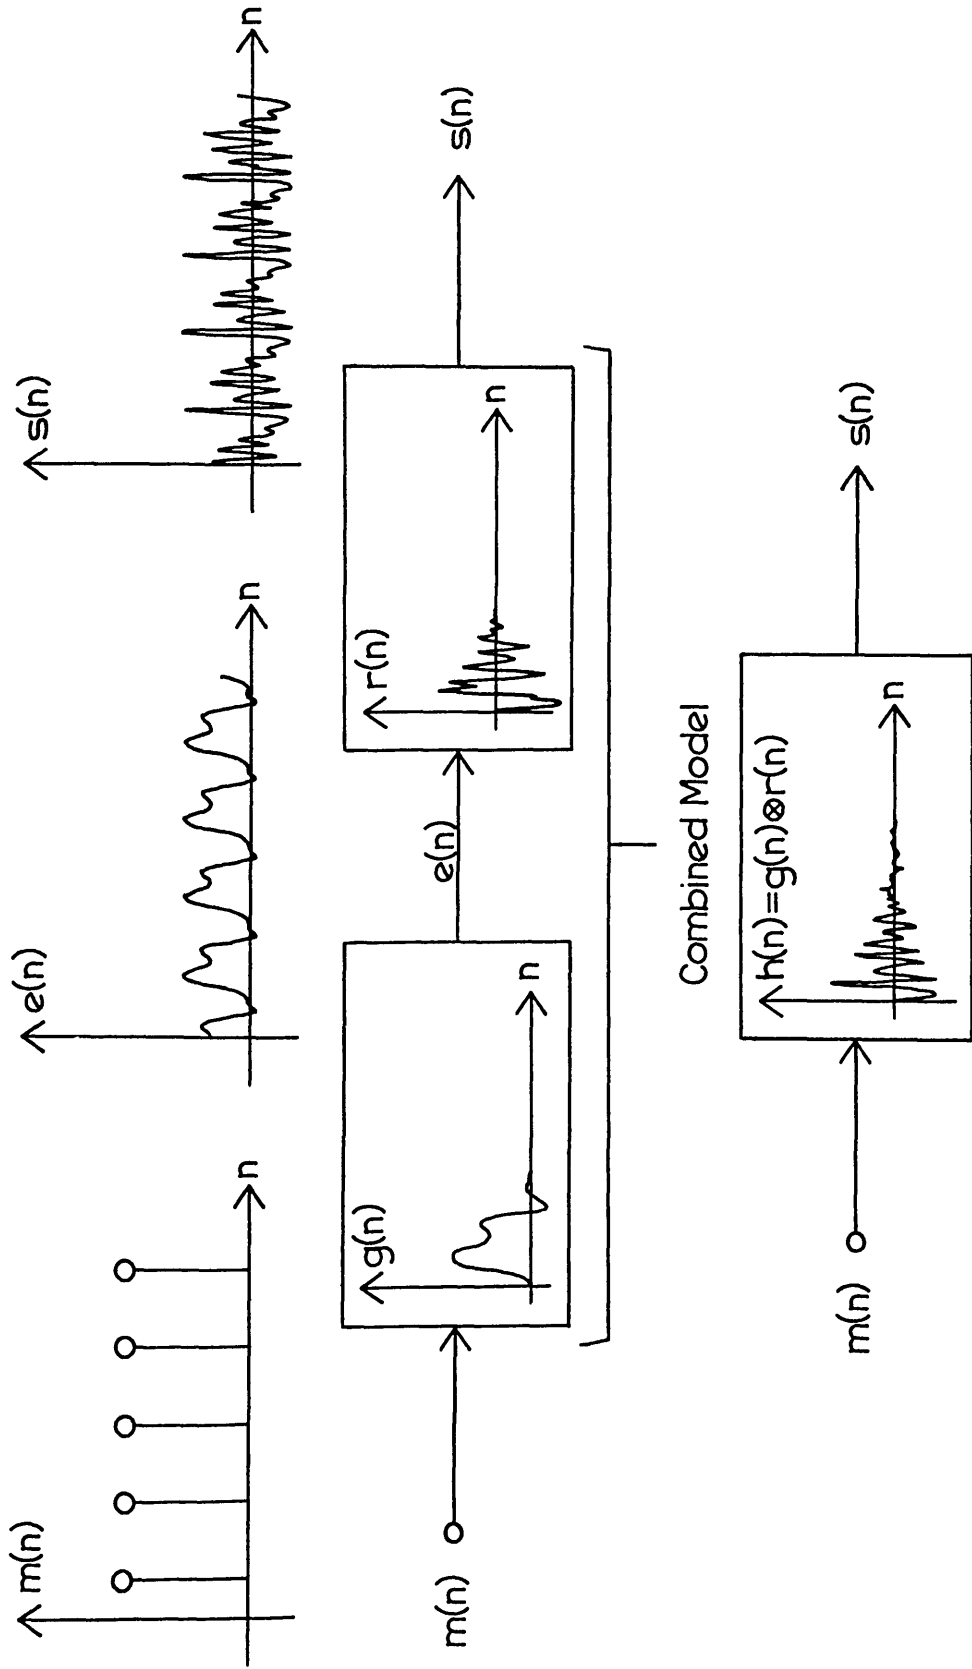 m(n)
n
e(n)
n
s(n)
n
m(n)
g(n)
n
e(n)
r(n)
n
s(n)
Combined Model
m(n)
h(n)=g(n)⊗r(n)
n
s(n)